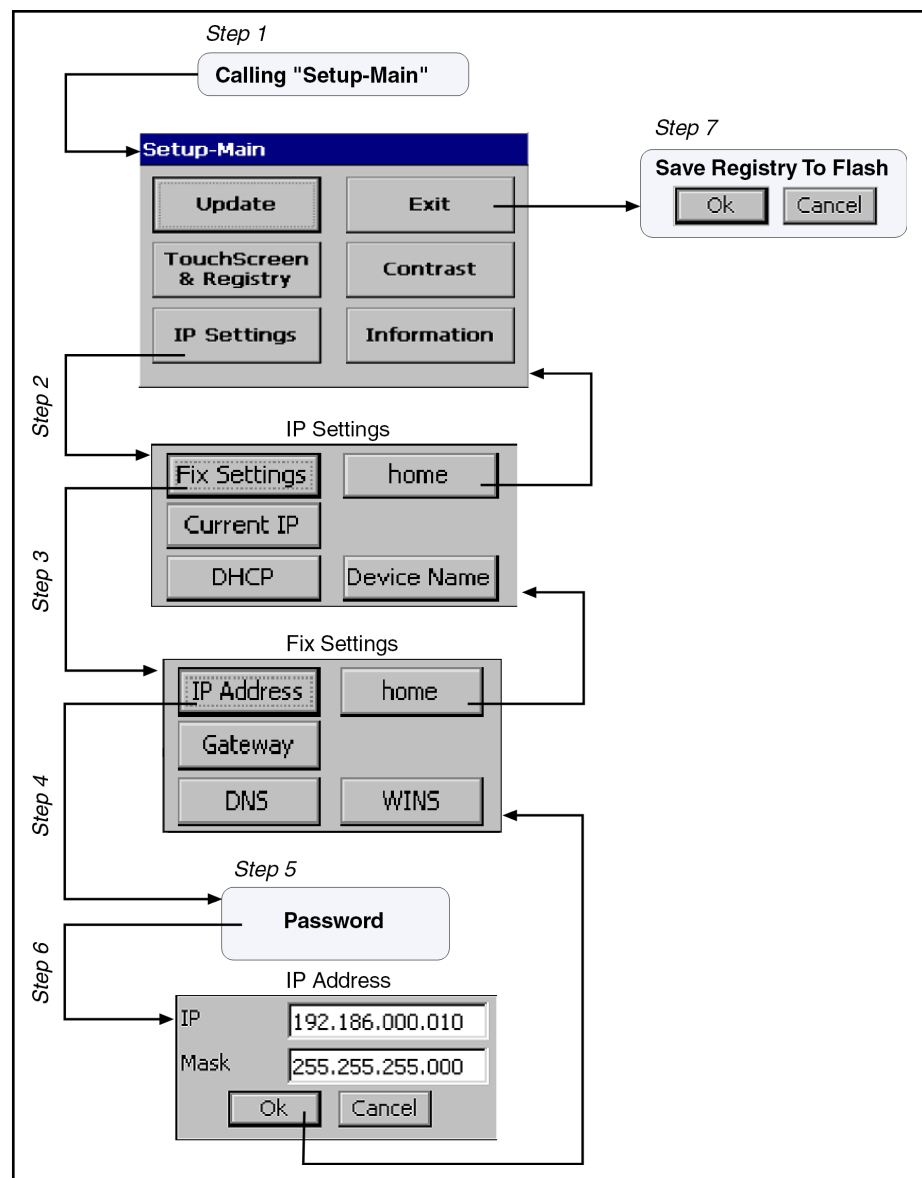 Step 1
Calling "Setup-Main"
Setup-Main
Update
Exit
TouchScreen
& Registry
Contrast
IP Settings
Information
Step 7
Save Registry To Flash
Ok
Cancel
Step 2
IP Settings
Fix Settings
home
Current IP
DHCP
Device Name
Step 3
Fix Settings
IP Address
home
Gateway
DNS
WINS
Step 4
Step 5
Password
Step 6
IP Address
IP
192.186.000.010
Mask
255.255.255.000
Ok
Cancel